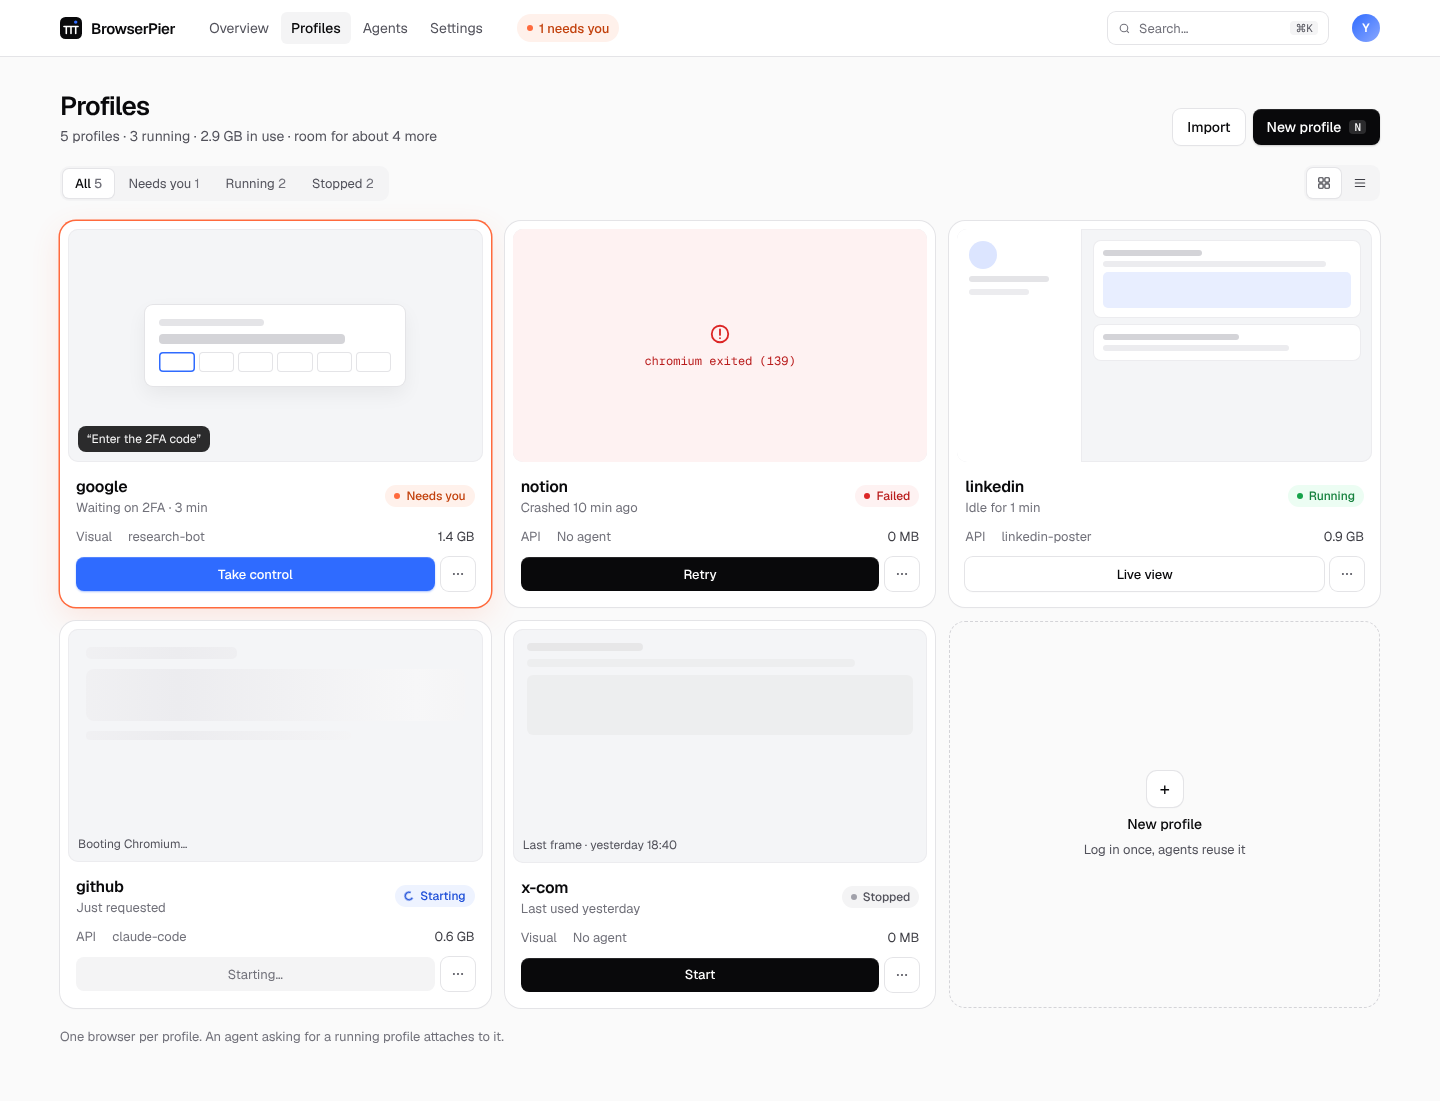 BrowserPier
Overview
Profiles
Agents
Settings
1 needs you
Search...
⌘K
Y
Profiles
5 profiles · 3 running · 2.9 GB in use · room for about 4 more
Import
New profile N
All 5
Needs you 1
Running 2
Stopped 2
“Enter the 2FA code”
google
Waiting on 2FA · 3 min
Needs you
Visual research-bot 1.4 GB
Take control
chromium exited (139)
notion
Crashed 10 min ago
Failed
API No agent 0 MB
Retry
linkedin
Idle for 1 min
Running
API linkedin-poster 0.9 GB
Live view
Booting Chromium...
github
Just requested
Starting
API claude-code 0.6 GB
Starting...
Last frame · yesterday 18:40
x-com
Last used yesterday
Stopped
Visual No agent 0 MB
Start
New profile
Log in once, agents reuse it
One browser per profile. An agent asking for a running profile attaches to it.